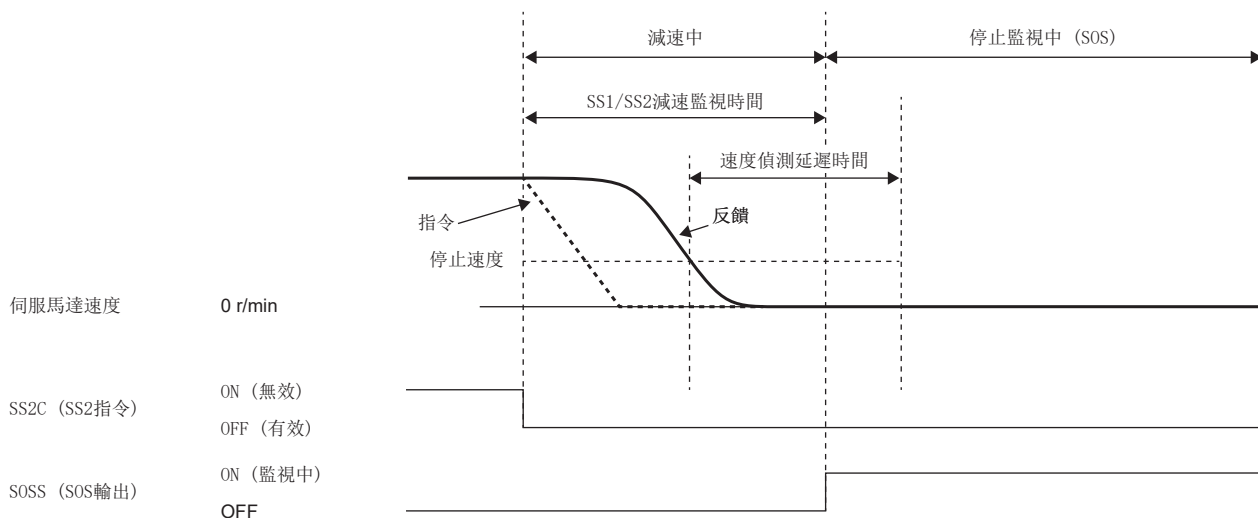 減速中
停止監視中 (SOS)
SS1/SS2減速監視時間
速度偵測延遲時間
指令
反饋
停止速度
伺服馬達速度
0 r/min
SS2C (SS2指令)
ON (無效)
OFF (有效)
SOSS (SOS輸出)
ON (監視中)
OFF